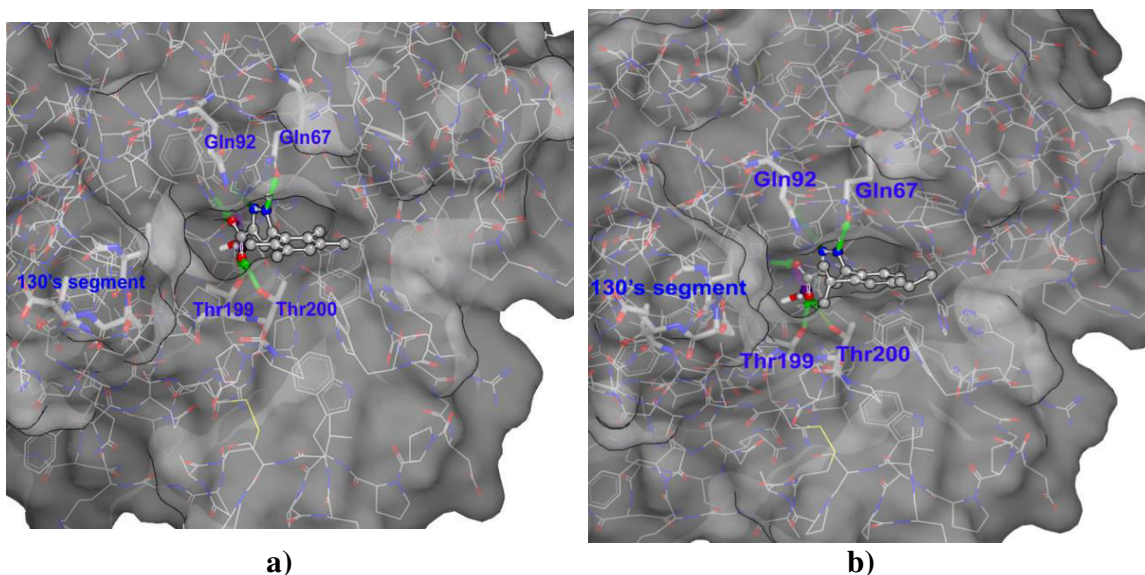 Gln92 Gln67
130's segment
Thr199 Thr200
a)
Gln92 Gln67
130's segment
Thr199 Thr200
b)